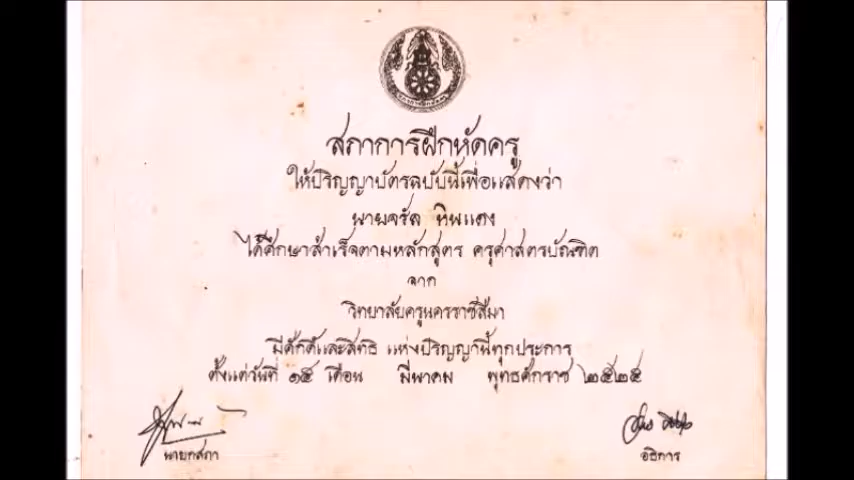 สภาการฝึกหัดครู
ให้ปริญญาบัตรฉบับนี้เพื่อแสดงว่า
นายจรัล ทิพแดง
ได้ศึกษาสำเร็จตามหลักสูตร ครุศาสตรบัณฑิต
จาก
วิทยาลัยครูนครราชสีมา
มีศักดิ์และสิทธิ แห่งปริญญานี้ทุกประการ
ตั้งแต่วันที่ ๑๕ เดือน มีนาคม พุทธศักราช ๒๕๒๕
นายกสภา
อธิการ